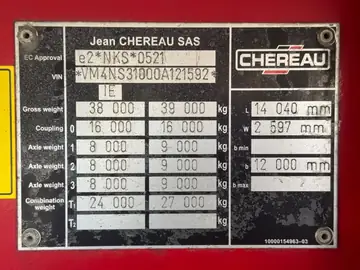 Jean CHEREAU SAS
EC Approval e2*NKS*0521
CHEREAU
VIN *VM4NS31000A121592*
IE
Gross weight 38 000 39 000 kg L 14 040 mm
Coupling 0 16 000 16 000 kg W 2 597 mm
Axle weight 1 8 000 9 000 kg b min
Axle weight 2 8 000 9 000 kg b 12 000 mm
Axle weight 3 8 000 9 000 kg b max
Combination weight T1 24 000 27 000 kg
T2 kg
10000154963-03